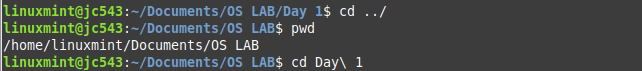 linuxmint@jc543:~/Documents/OS LAB/Day 1$ cd ../
linuxmint@jc543:~/Documents/OS LAB$ pwd
/home/linuxmint/Documents/OS LAB
linuxmint@jc543:~/Documents/OS LAB$ cd Day\ 1